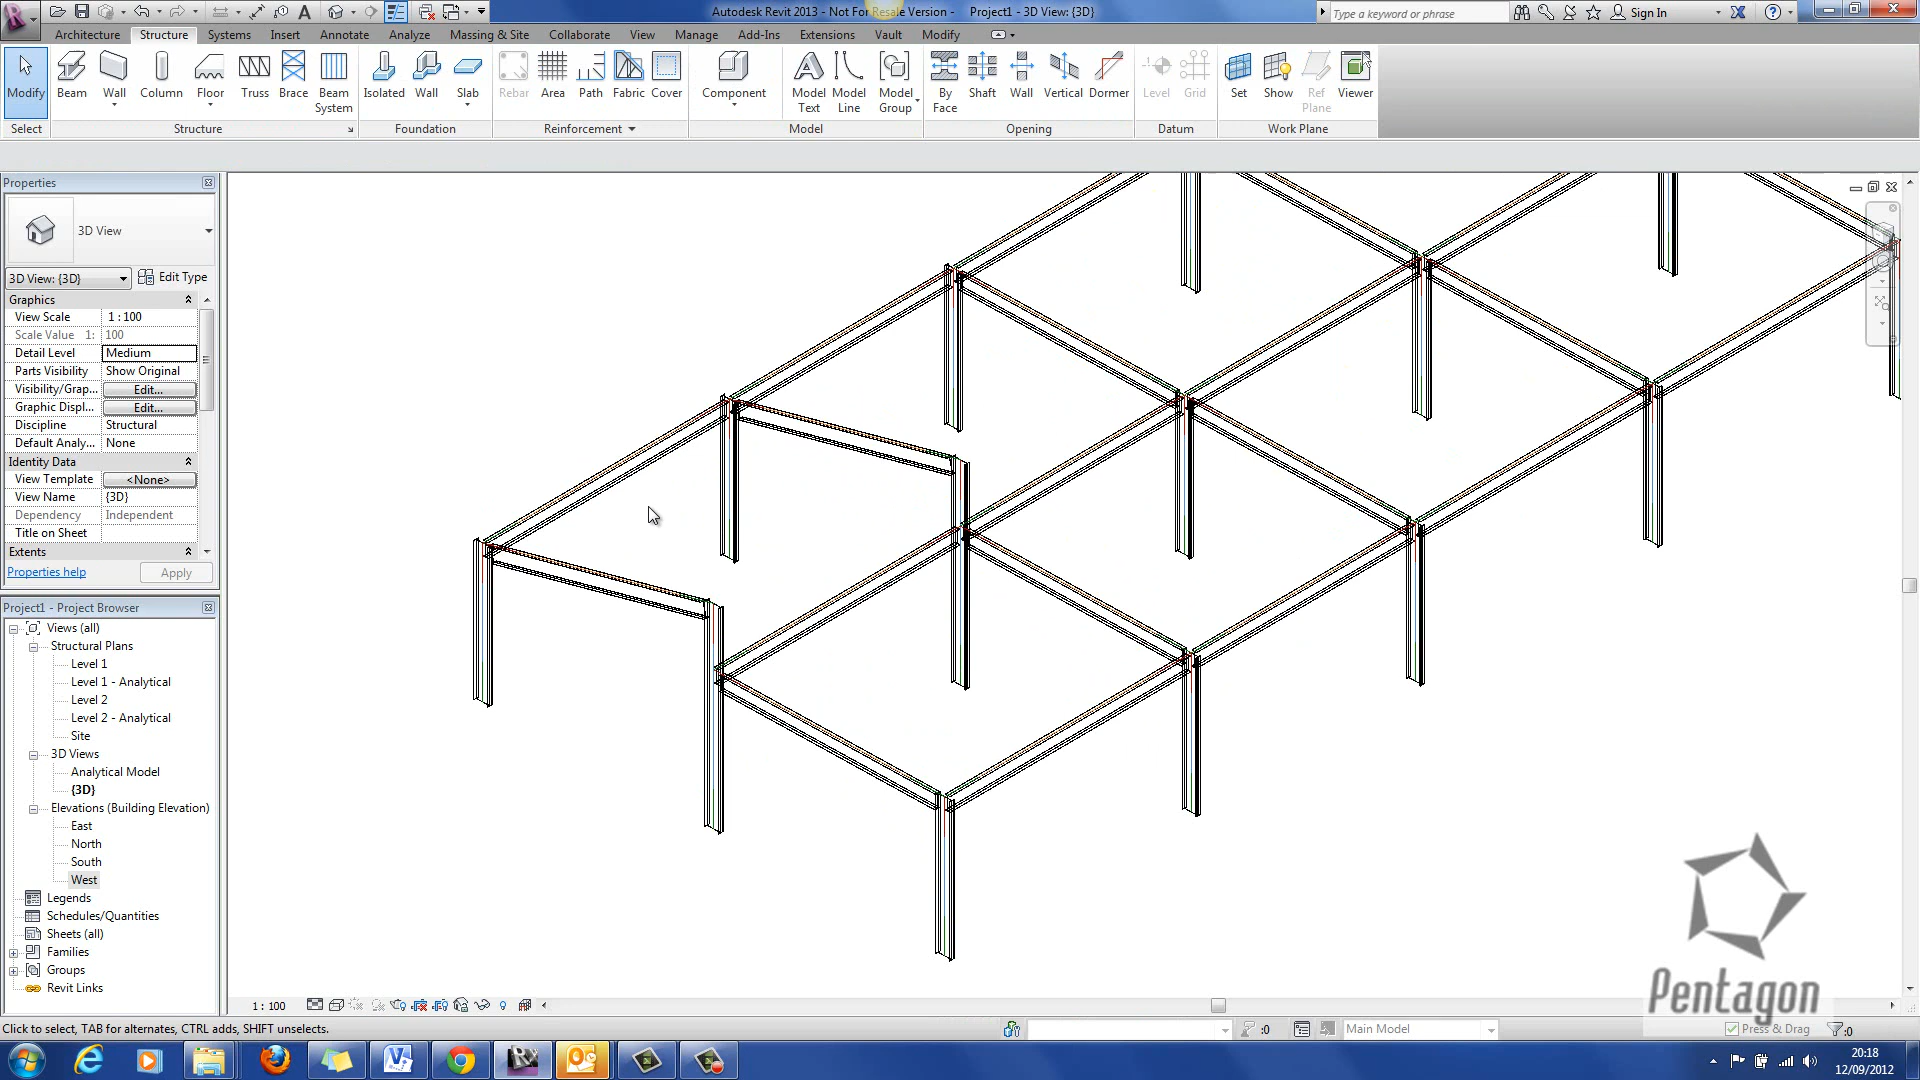 Autodesk Revit 2013 - Not For Resale Version - Project1 - 3D View: {3D}
Type a keyword or phrase
Sign In
Architecture Structure Systems Insert Annotate Analyze Massing & Site Collaborate View Manage Add-Ins Extensions Vault Modify
Modify Beam Wall Column Floor Truss Brace Beam System Isolated Wall Slab Rebar Area Path Fabric Cover Component Model Text Model Line Model Group By Face Shaft Wall Vertical Dormer Level Grid Set Show Ref Plane Viewer
Select Structure Foundation Reinforcement Model Opening Datum Work Plane
Properties
3D View
3D View: {3D} Edit Type
Graphics
View Scale 1 : 100
Scale Value 1: 100
Detail Level Medium
Parts Visibility Show Original
Visibility/Grap... Edit...
Graphic Displ... Edit...
Discipline Structural
Default Analy... None
Identity Data
View Template <None>
View Name {3D}
Dependency Independent
Title on Sheet
Extents
Properties help Apply
Project1 - Project Browser
Views (all)
Structural Plans
Level 1
Level 1 - Analytical
Level 2
Level 2 - Analytical
Site
3D Views
Analytical Model
{3D}
Elevations (Building Elevation)
East
North
South
West
Legends
Schedules/Quantities
Sheets (all)
Families
Groups
Revit Links
1 : 100
Pentagon
Click to select, TAB for alternates, CTRL adds, SHIFT unselects.
:0
Main Model
Press & Drag
:0
20:18
12/09/2012